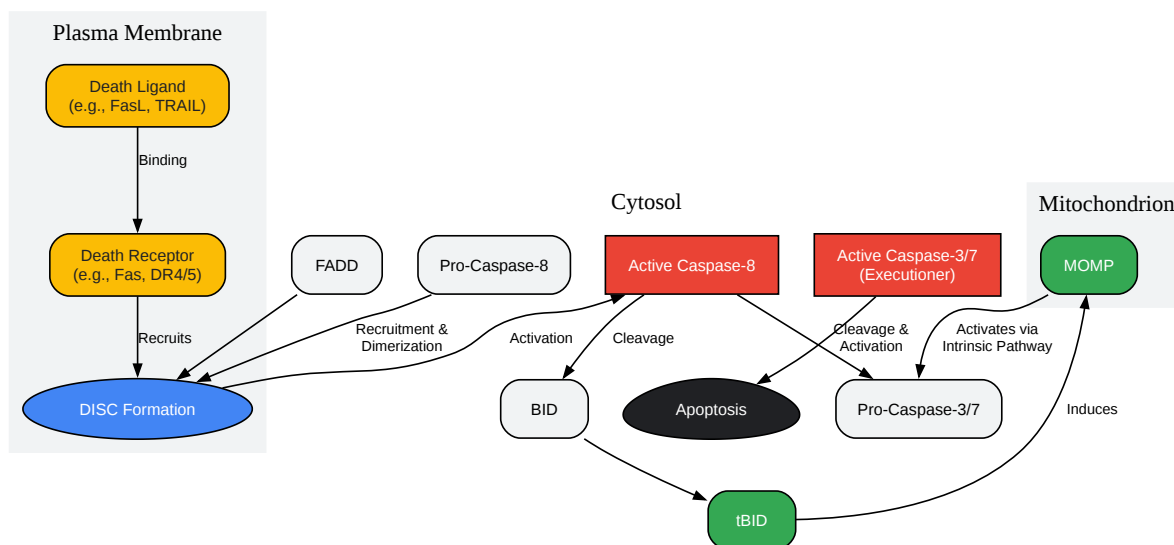 Plasma Membrane
Death Ligand
(e.g., FasL, TRAIL)
Binding
Cytosol
Mitochondrion
Death Receptor
(e.g., Fas, DR4/5)
FADD
Pro-Caspase-8
Active Caspase-8
Active Caspase-3/7
(Executioner)
MOMP
Recruits
Recruitment &
Dimerization
Activation
Cleavage
Cleavage &
Activation
Activates via
Intrinsic Pathway
DISC Formation
BID
Apoptosis
Pro-Caspase-3/7
Induces
tBID